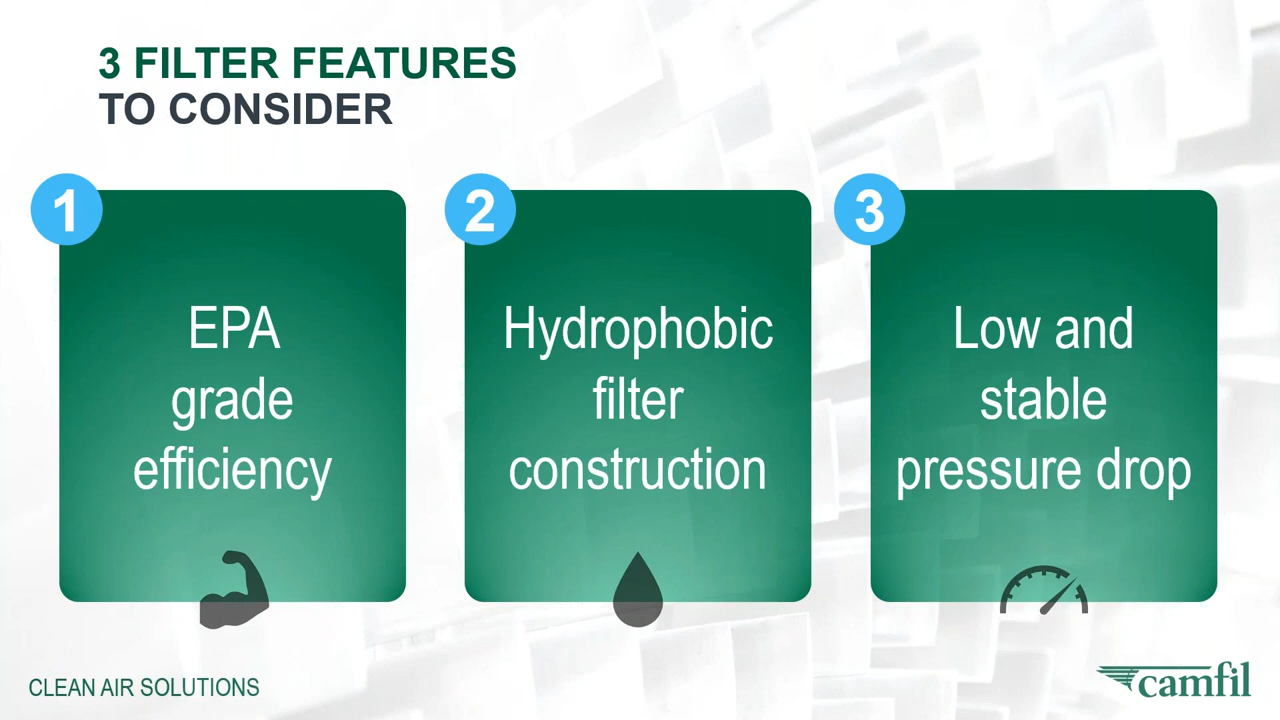 3 FILTER FEATURES
TO CONSIDER
1
EPA
grade
efficiency
2
Hydrophobic
filter
construction
3
Low and
stable
pressure drop
CLEAN AIR SOLUTIONS
camfil